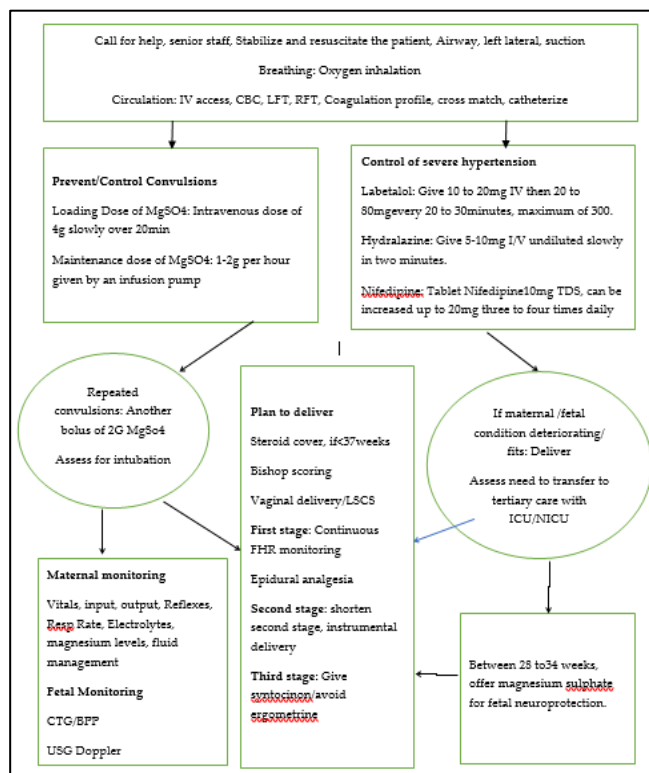 Call for help, senior staff, Stabilize and resuscitate the patient, Airway, left lateral, suction
Breathing: Oxygen inhalation
Circulation: IV access, CBC, LFT, RFT, Coagulation profile, cross match, catheterize
Prevent/Control Convulsions
Loading Dose of MgSO4: Intravenous dose of
4g slowly over 20min
Maintenance dose of MgSO4: 1-2g per hour
given by an infusion pump
Control of severe hypertension
Labetalol: Give 10 to 20mg IV then 20 to
80mgevery 20 to 30minutes, maximum of 300.
Hydralazine: Give 5-10mg I/V undiluted slowly
in two minutes.
Nifedipine: Tablet Nifedipine10mg TDS, can be
increased up to 20mg three to four times daily
Repeated
convulsions: Another
bolus of 2G MgSo4
Assess for intubation
Plan to deliver
Steroid cover, if<37weeks
Bishop scoring
Vaginal delivery/LSCS
First stage: Continuous
FHR monitoring
Epidural analgesia
Second stage: shorten
second stage, instrumental
delivery
Third stage: Give
syntocinon/avoid
ergometrine
If maternal /fetal
condition deteriorating/
fits: Deliver
Assess need to transfer to
tertiary care with
ICU/NICU
Maternal monitoring
Vitals, input, output, Reflexes,
Resp Rate, Electrolytes,
magnesium levels, fluid
management
Fetal Monitoring
CTG/BPP
USG Doppler
Between 28 to34 weeks,
offer magnesium sulphate
for fetal neuroprotection.